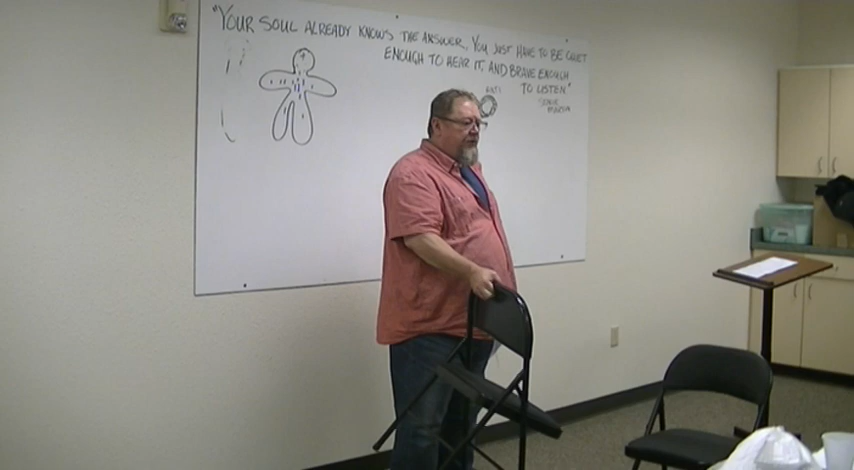 "YOUR SOUL ALREADY KNOWS THE ANSWER. YOU JUST HAVE TO BE QUIET
ENOUGH TO HEAR IT, AND BRAVE ENOUGH
TO LISTEN."